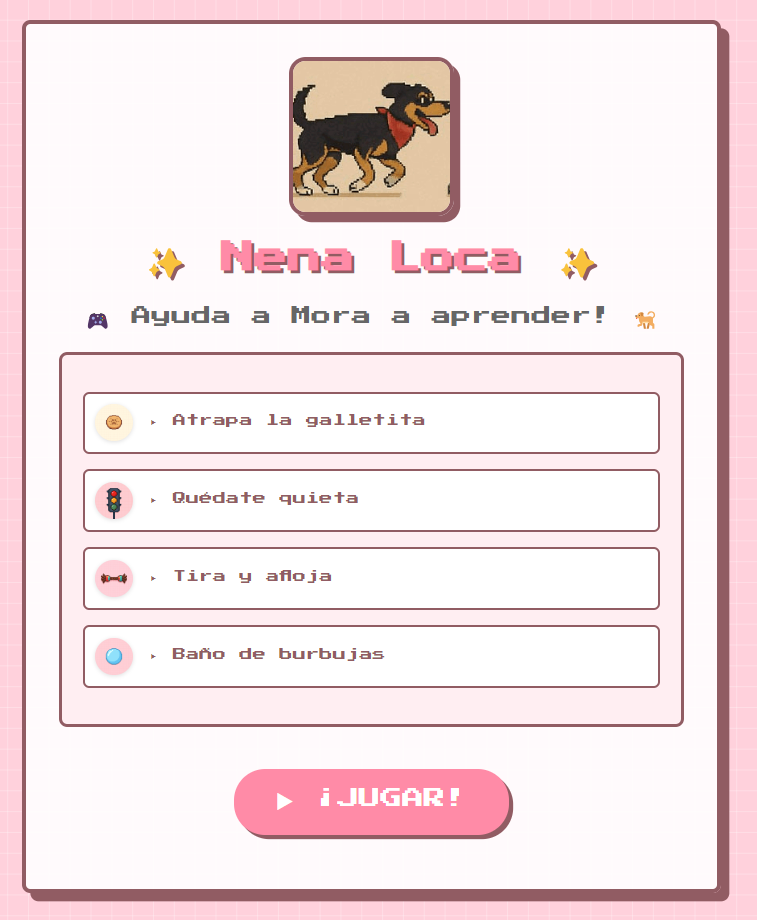 Nena Loca
Ayuda a Mora a aprender!
Atrapa la galletita
Quédate quieta
Tira y afloja
Baño de burbujas
¡JUGAR!